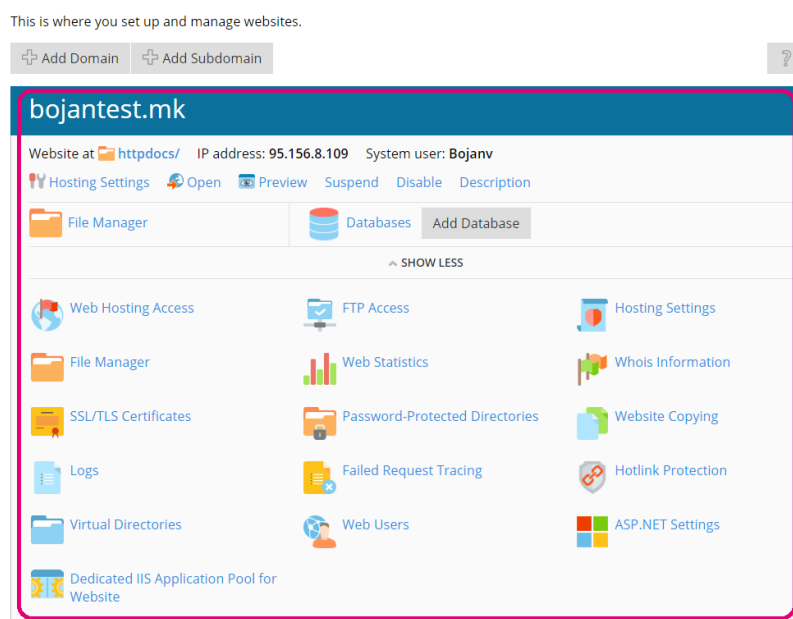 This is where you set up and manage websites.
Add Domain Add Subdomain ?
bojantest.mk
Website at httpdocs/ IP address: 95.156.8.109 System user: Bojanv
Hosting Settings Open Preview Suspend Disable Description
File Manager Databases Add Database
SHOW LESS
Web Hosting Access FTP Access Hosting Settings
File Manager Web Statistics Whois Information
SSL/TLS Certificates Password-Protected Directories Website Copying
Logs Failed Request Tracing Hotlink Protection
Virtual Directories Web Users ASP.NET Settings
Dedicated IIS Application Pool for
Website